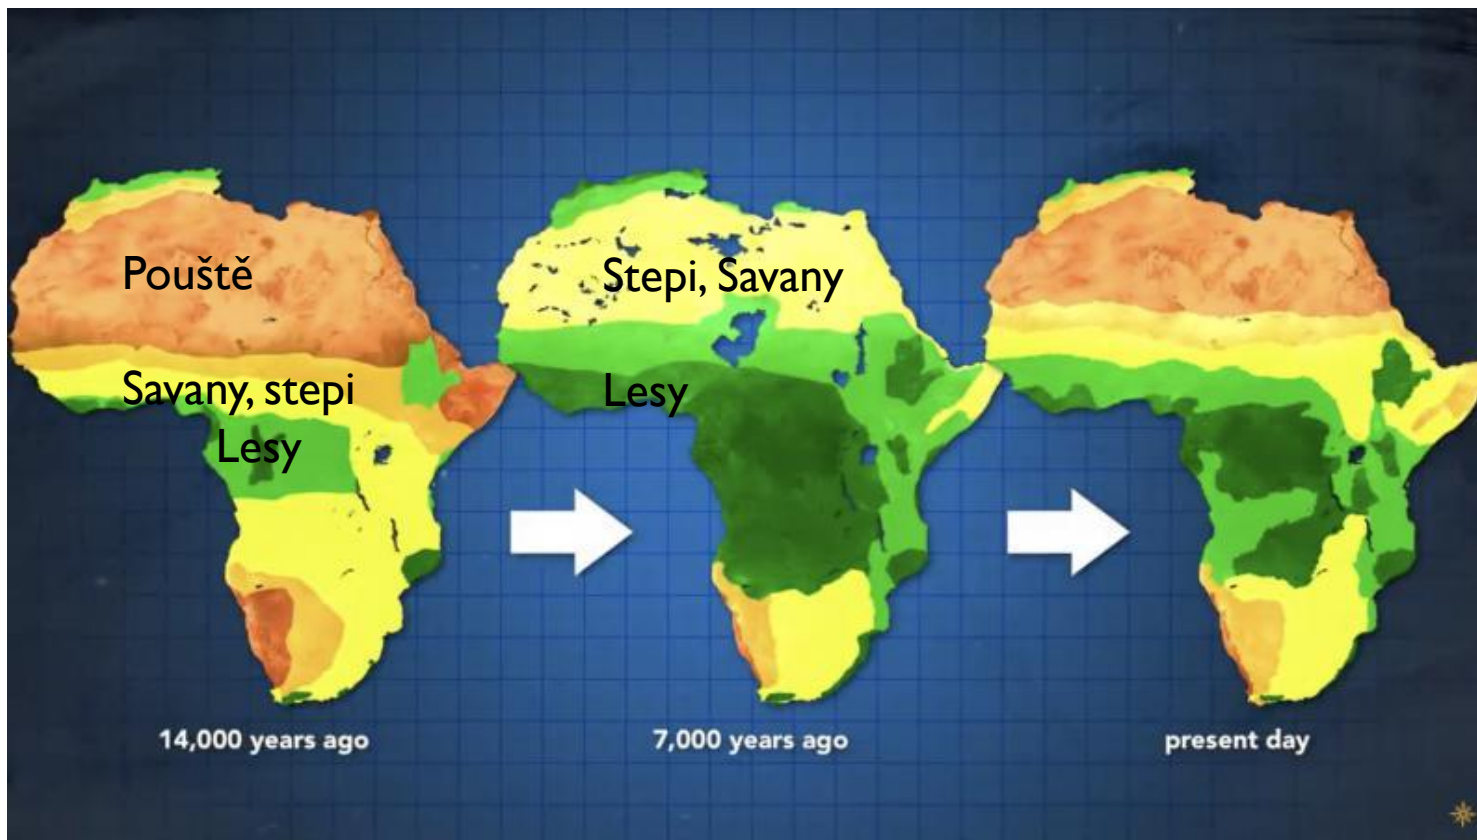 Pouště
Savany, stepi
Lesy
14,000 years ago
Stepi, Savany
Lesy
7,000 years ago
present day